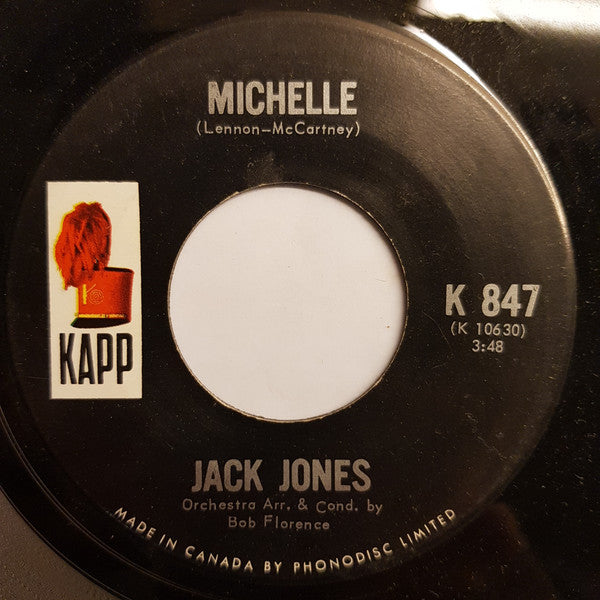 MICHELLE
(Lennon-McCartney)
K
KAPP
K 847
(K 10630)
3:48
JACK JONES
Orchestra Arr. & Cond. by
Bob Florence
MADE IN CANADA BY PHONODISC LIMITED